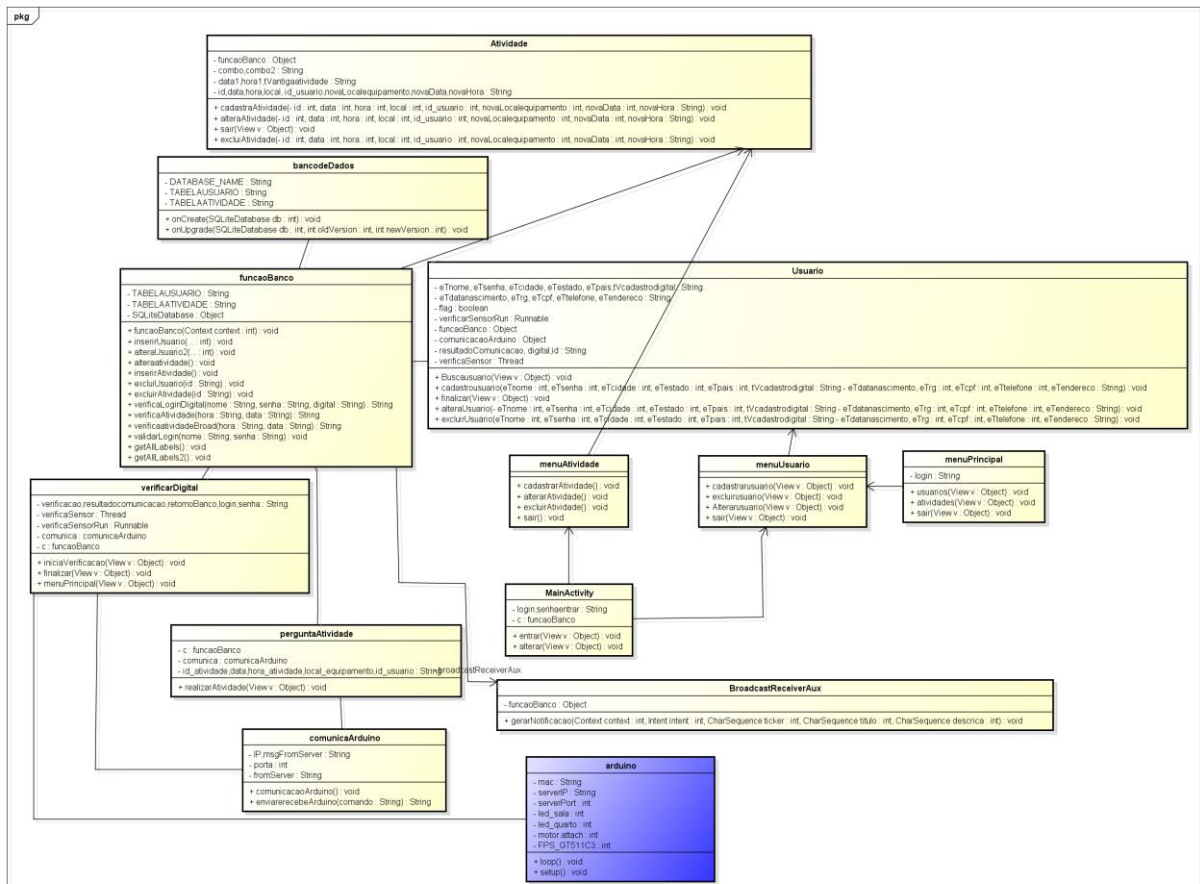 pkg
Atividade
- funcaoBanco : Object
- combo,combo2 : String
- data1,hora1,tVantigaatividade : String
- id,data,hora,local, id_usuario,novaLocalequipamento,novaData,novaHora : String
+ cadastraAtividade(- id : int, data : int, hora : int, local : int, id_usuario : int, novaLocalequipamento : int, novaData : int, novaHora : String) : void
+ alteraAtividade(- id : int, data : int, hora : int, local : int, id_usuario : int, novaLocalequipamento : int, novaData : int, novaHora : String) : void
+ sair(View v : Object) : void
+ excluiAtividade(- id : int, data : int, hora : int, local : int, id_usuario : int, novaLocalequipamento : int, novaData : int, novaHora : String) : void
bancodeDados
- DATABASE_NAME : String
- TABELAUSUÁRIO : String
- TABELAATIVIDADE : String
+ onCreate(SQLiteDatabase db : int) : void
+ onUpgrade(SQLiteDatabase db : int, int oldVersion : int, int newVersion : int) : void
funcaoBanco
- TABELAUSUARIO : String
- TABELAATIVIDADE : String
- SQLiteDatabase : Object
+ funcaoBanco(Context context : int) : void
+ inserirUsuario(... : int) : void
+ alteraUsuario2(... : int) : void
+ alteraatividade() : void
+ inserirAtividade() : void
+ excluiUsuario(id : String) : void
+ excluirAtividade(id : String) : void
+ verificaLoginDigital(nome : String, senha : String, digital : String) : String
+ verificaAtividade(hora : String, data : String) : String
+ verificaatividadeBroad(hora : String, data : String) : String
+ validarLogin(nome : String, senha : String) : void
+ getAllLabels() : void
+ getAllLabels2() : void
Usuario
- eTnome, eTsenha, eTcidade, eTestado, eTpais,tVcadastrodigital : String
- eTdatanascimento, eTrg, eTcpf, eTtelefone, eTendereco : String
- flag : boolean
- verificarSensorRun : Runnable
- funcaoBanco : Object
- comunicacaoArduino : Object
- resultadoComunicacao, digital,id : String
- verificaSensor : Thread
+ Buscausuario(View v : Object) : void
+ cadastrousuario(eTnome : int, eTsenha : int, eTcidade : int, eTestado : int, eTpais : int, tVcadastrodigital : String - eTdatanascimento, eTrg : int, eTcpf : int, eTtelefone : int, eTendereco : String) : void
+ finalizar(View v : Object) : void
+ alteraUsuario(- eTnome : int, eTsenha : int, eTcidade : int, eTestado : int, eTpais : int, tVcadastrodigital : String - eTdatanascimento, eTrg : int, eTcpf : int, eTtelefone : int, eTendereco : String) : void
+ excluirUsuário(eTnome : int, eTsenha : int, eTcidade : int, eTestado : int, eTpais : int, tVcadastrodigital : String - eTdatanascimento, eTrg : int, eTcpf : int, eTtelefone : int, eTendereco : String) : void
menuAtividade
+ cadastrarAtividade() : void
+ alterarAtividade() : void
+ excluirAtividade() : void
+ sair() : void
menuUsuario
+ cadastrarusuario(View v : Object) : void
+ excluirusuario(View v : Object) : void
+ Alterarusuario(View v : Object) : void
+ sair(View v : Object) : void
menuPrincipal
- login : String
+ usuarios(View v : Object) : void
+ atividades(View v : Object) : void
+ sair(View v : Object) : void
verificarDigital
- verificacao,resultadocomunicacao,retornoBanco,login,senha : String
- verificaSensor : Thread
- verificaSensorRun : Runnable
- comunica : comunicaArduino
- c : funcaoBanco
+ iniciaVerificacao(View v : Object) : void
+ finalizar(View v : Object) : void
+ menuPrincipal(View v : Object) : void
MainActivity
- login,senhaentrar : String
- c : funcaoBanco
+ entrar(View v : Object) : void
+ alterar(View v : Object) : void
perguntaAtividade
- c : funcaoBanco
- comunica : comunicaArduino
- id_atividade,data,hora_atividade,local_equipamento,id_usuario : String
+ realizarAtividade(View v : Object) : void
-broadcastReceiverAux
BroadcastReceiverAux
- funcaoBanco : Object
+ gerarNotificacao(Context context : int, Intent intent : int, CharSequence ticker : int, CharSequence titulo : int, CharSequence descrica : int) : void
comunicaArduino
- IP,msgFromServer : String
- porta : int
- fromServer : String
+ comunicacaoArduino() : void
+ enviarerecebeArduino(comando : String) : String
arduino
- mac : String
- serverIP : String
- serverPort : int
- led_sala : int
- led_quarto : int
- motor attach : int
- FPS_GT511C3 : int
+ loop() : void
+ setup() : void